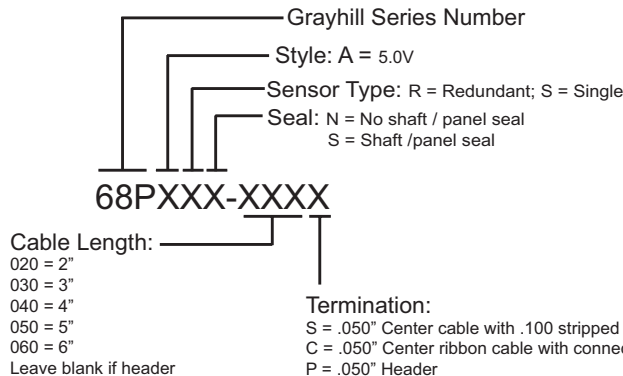 Grayhill Series Number
Style: A = 5.0V
Sensor Type: R = Redundant; S = Single
Seal: N = No shaft / panel seal
S = Shaft /panel seal
68PXXX-XXXX
Cable Length:
020 = 2”
030 = 3”
040 = 4”
050 = 5”
060 = 6”
Leave blank if header
Termination:
S = .050” Center cable with .100 stripped
C = .050” Center ribbon cable with
P = .050” Header